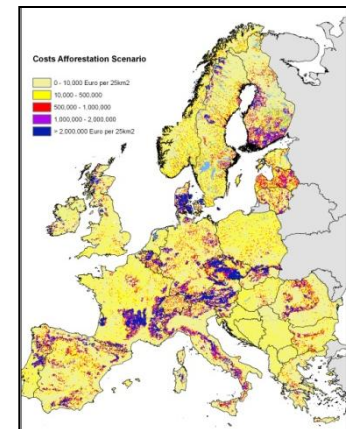 Costs Afforestation Scenario
0 - 10,000 Euro per 25km2
10,000 - 500,000
500,000 - 1,000,000
1,000,000 - 2,000,000
> 2,000,000 Euro per 25km2